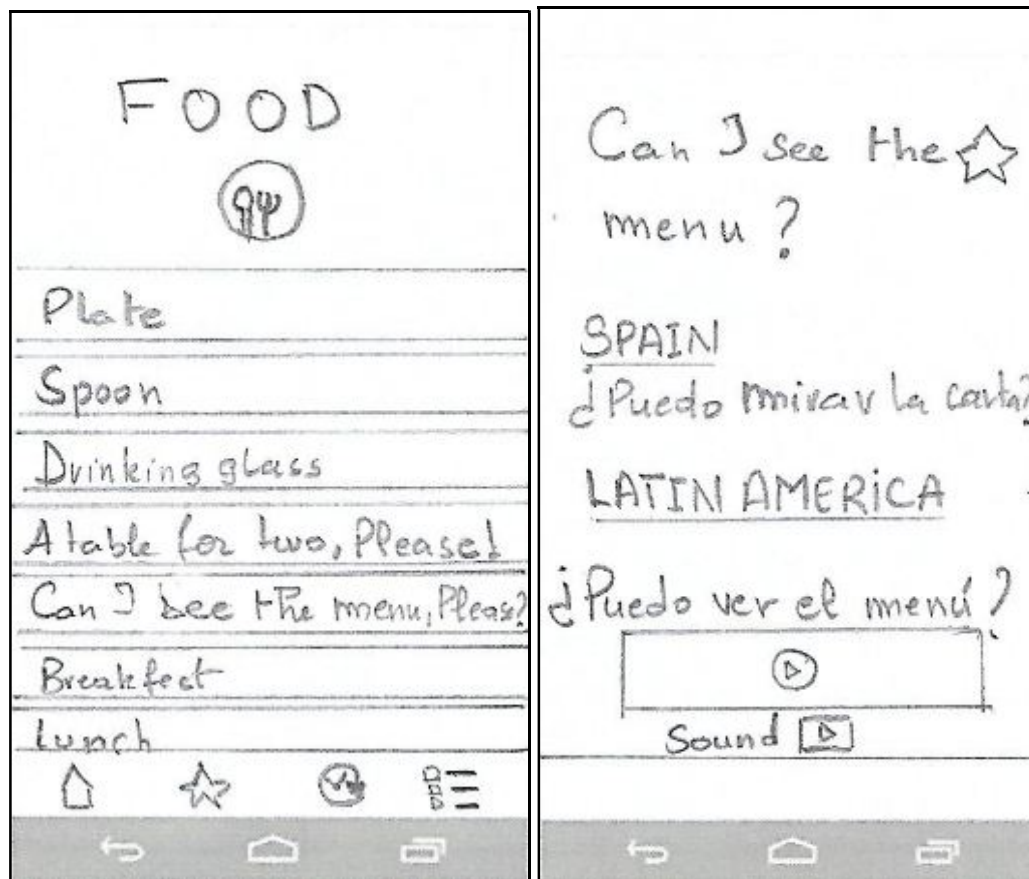 FOOD
Plate
Spoon
Drinking glass
A table for two, Please!
Can I see the menu, Please?
Breakfest
Lunch
Can I see the
menu?
SPAIN
¿Puedo mirar la carta?
LATIN AMERICA
¿Puedo ver el menú?
Sound